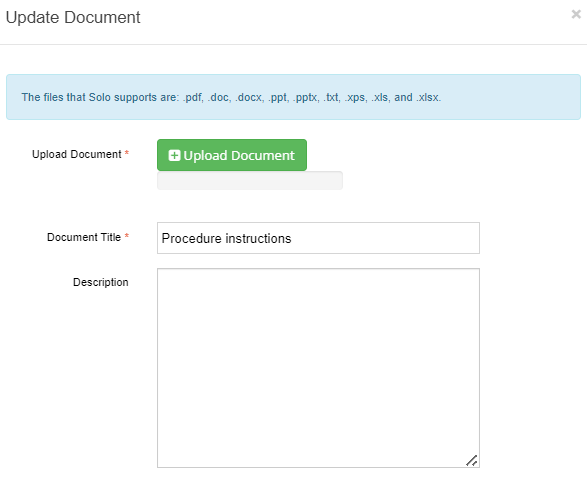 Update Document
The files that Solo supports are: .pdf, .doc, .docx, .ppt, .pptx, .txt, .xps, .xls, and .xlsx.
Upload Document *
Upload Document
Document Title *
Procedure instructions
Description